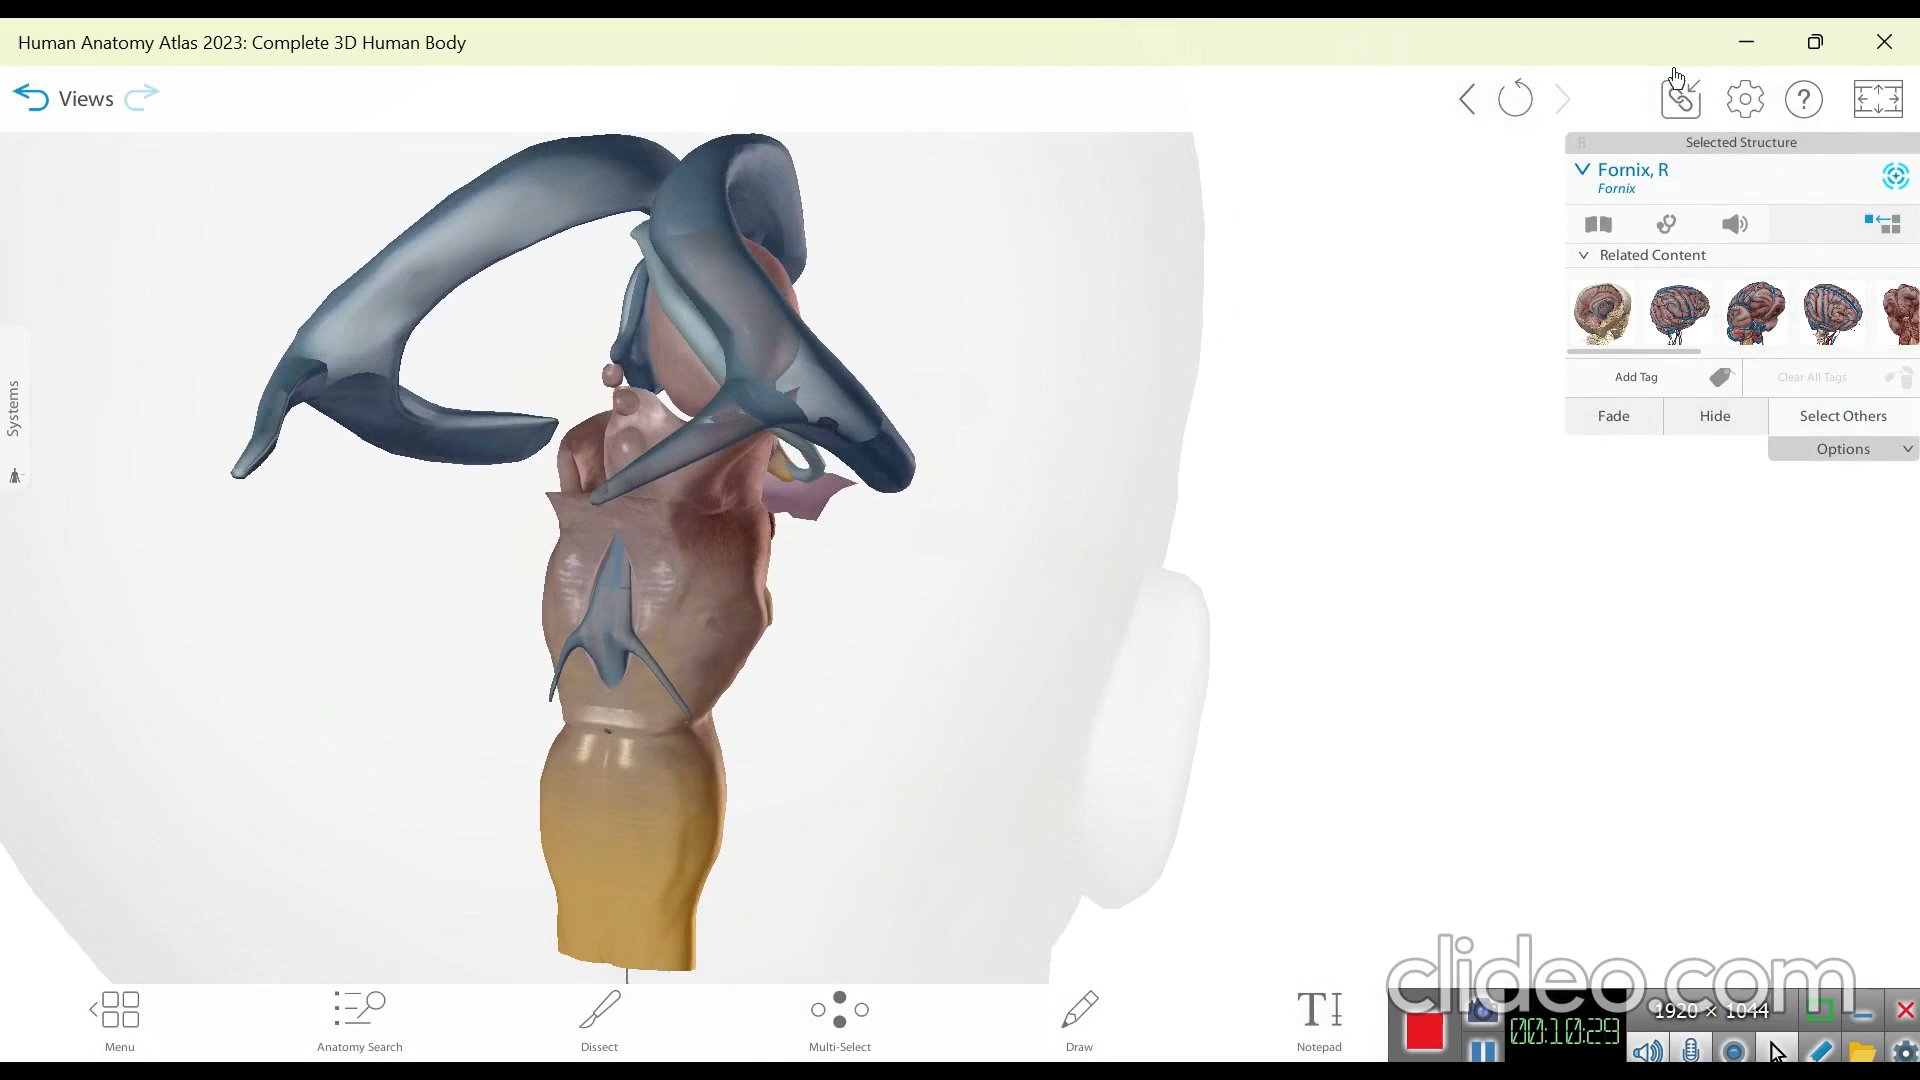 Human Anatomy Atlas 2023: Complete 3D Human Body
Views
Selected Structure
Fornix, R
Fornix
Related Content
Add Tag
Clear All Tags
Fade
Hide
Select Others
Options
Systems
Menu
Anatomy Search
Dissect
Multi-Select
Draw
Notepad
clideo.com
1920 × 1044
00:10:29